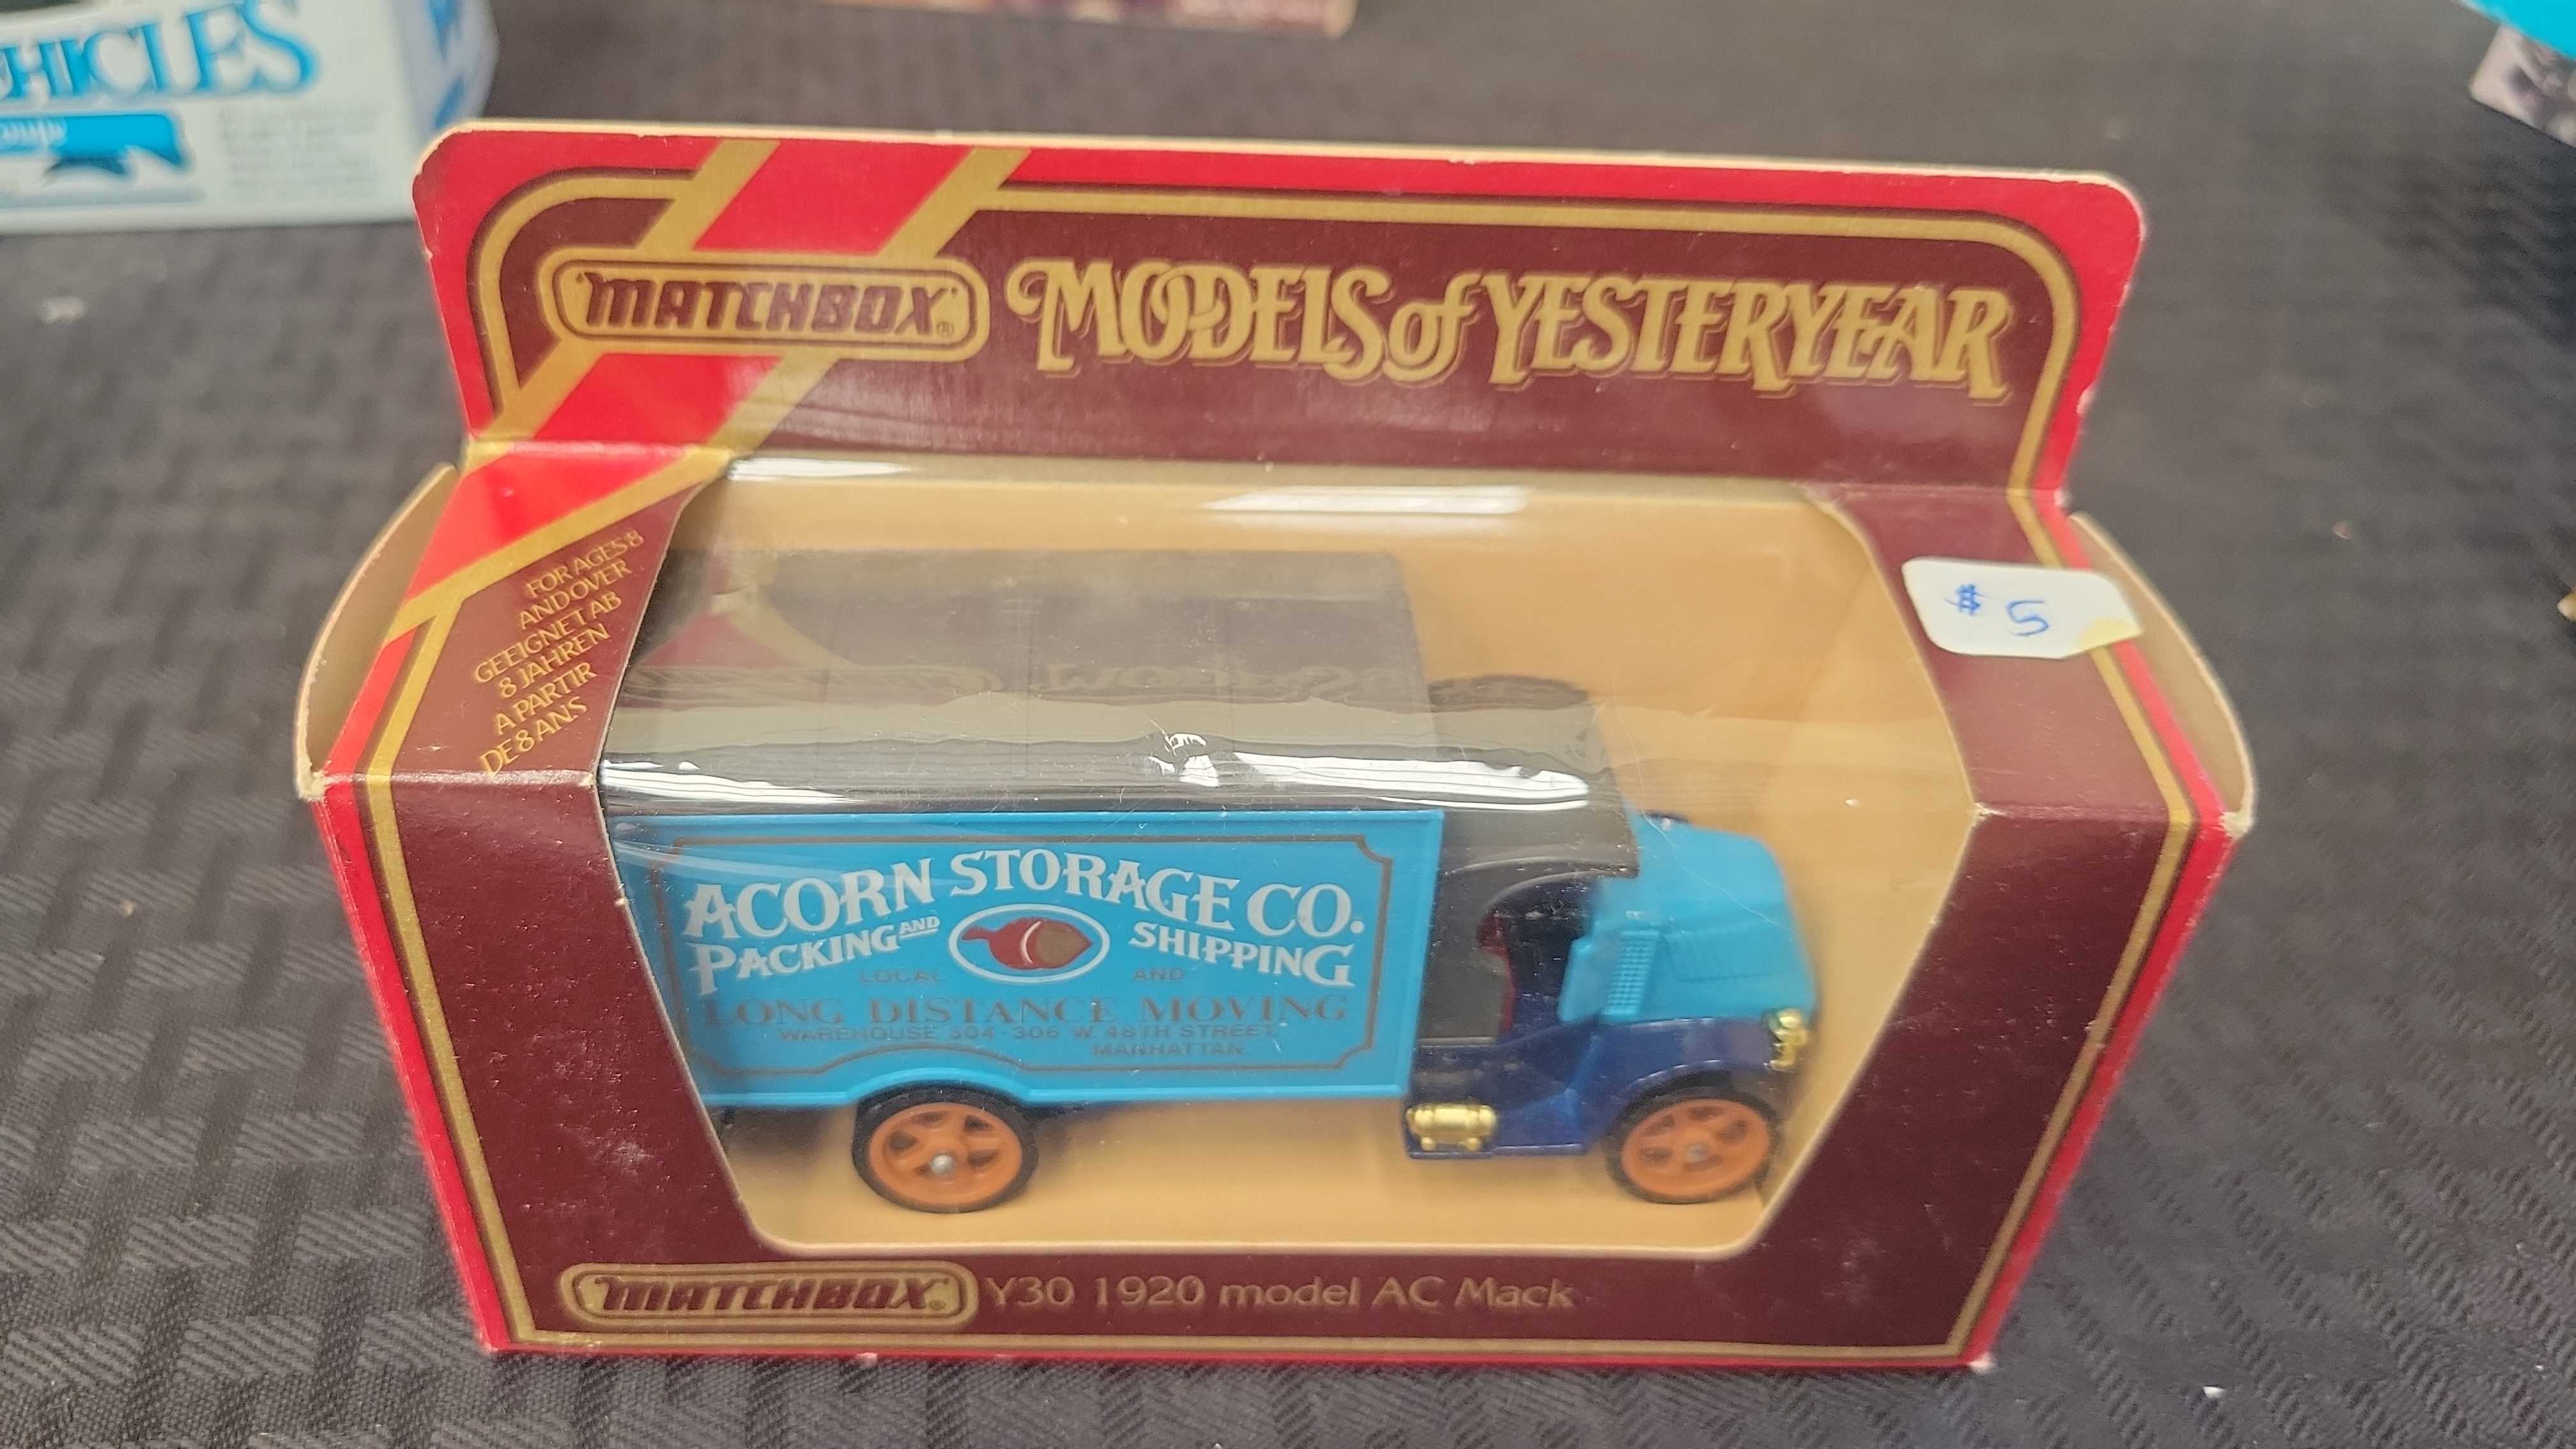 HICLES
MATCHBOX®
MODELS of YESTERYEAR
FOR AGES 8
AND OVER
GEEIGNET AB
8 JAHREN
A PARTIR
DE 8 ANS
$5
ACORN STORAGE CO.
PACKING AND SHIPPING
LOCAL AND
LONG DISTANCE MOVING
WAREHOUSE 304-306 W. 48TH STREET,
MANHATTAN.
MATCHBOX® Y30 1920 model AC Mack